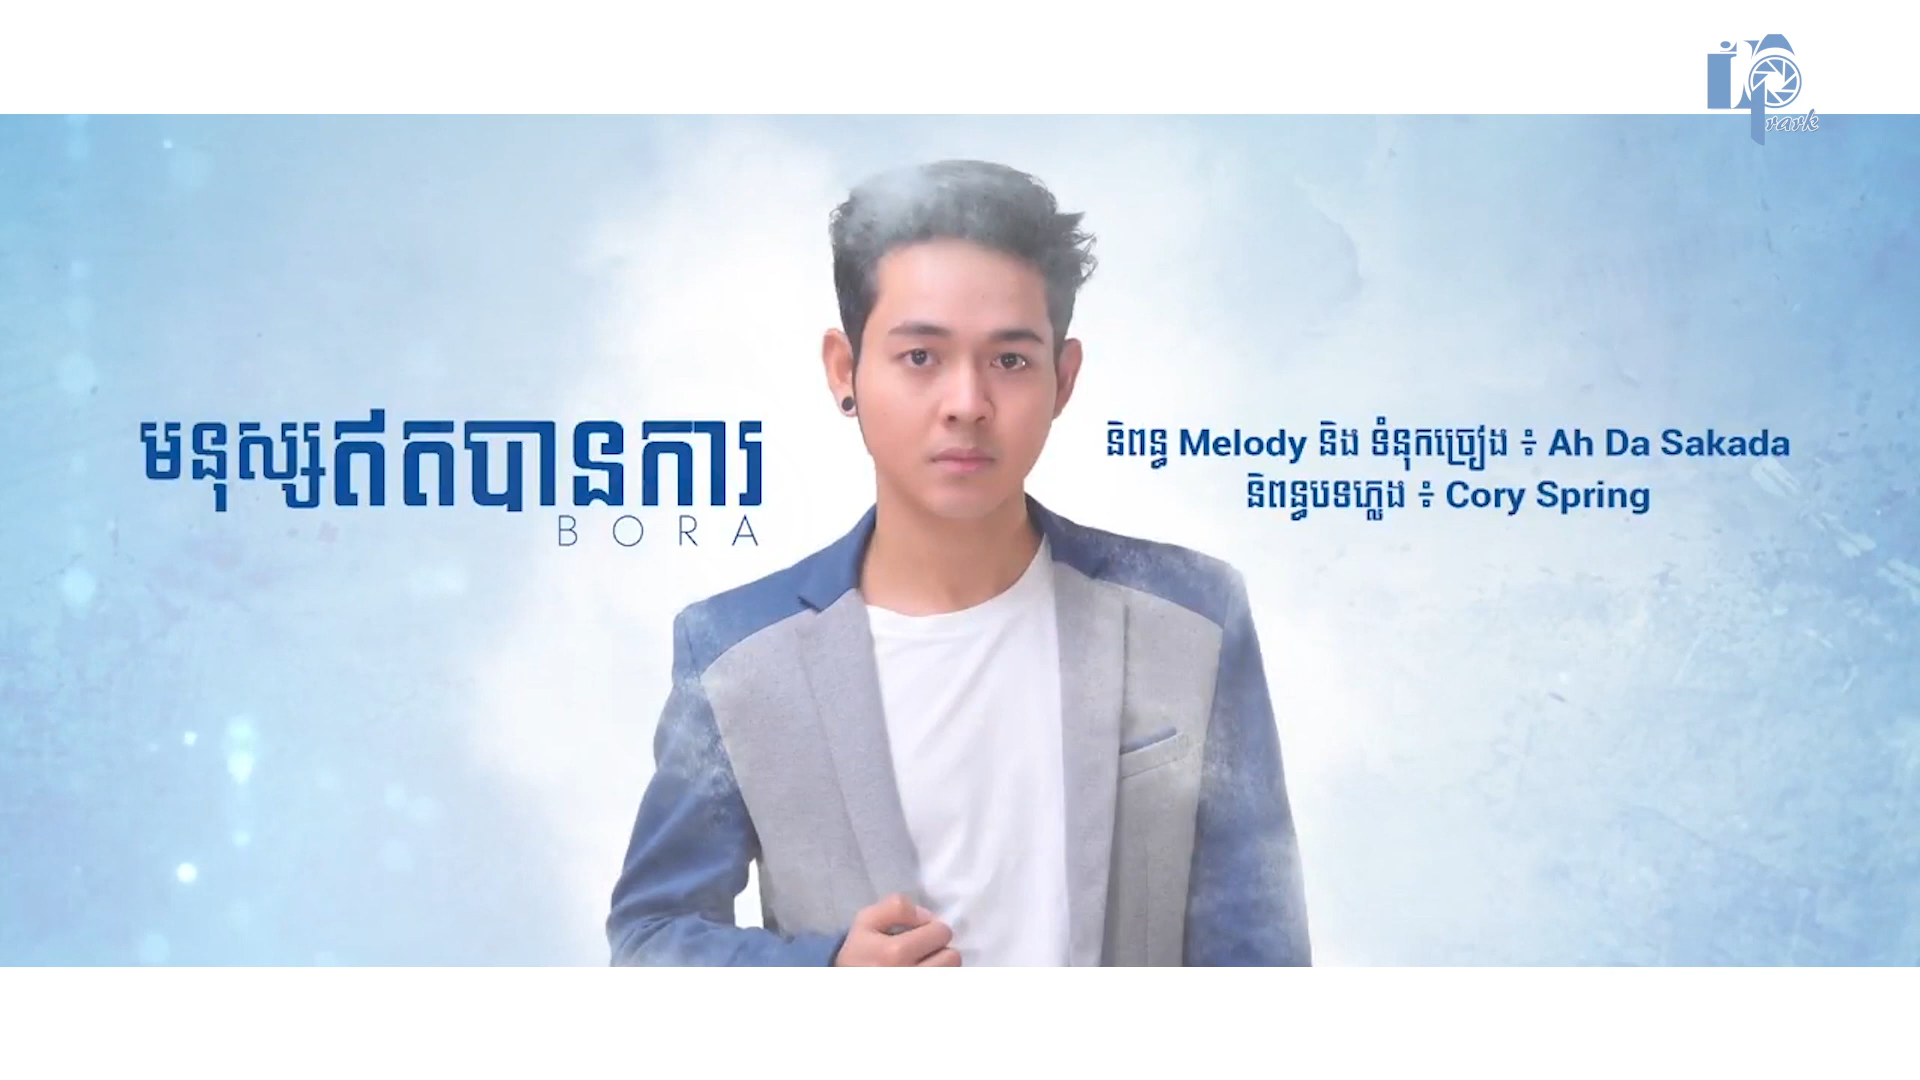 មនុស្សឥតបានការ
BORA
និពន្ធ Melody និង ទំនុកច្រៀង ៖ Ah Da Sakada
និពន្ធបទភ្លេង ៖ Cory Spring
rark